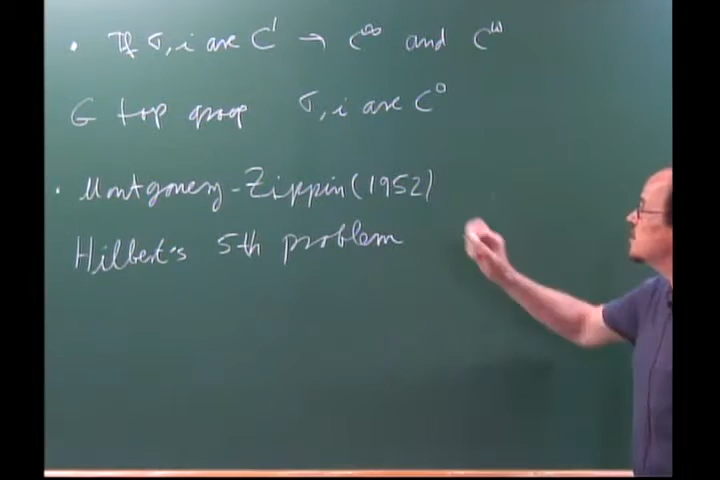 · If σ, i are C¹ → C^∞ and C^ω
G top group σ, i are C⁰
· Montgomery - Zippin (1952)
Hilbert's 5th problem